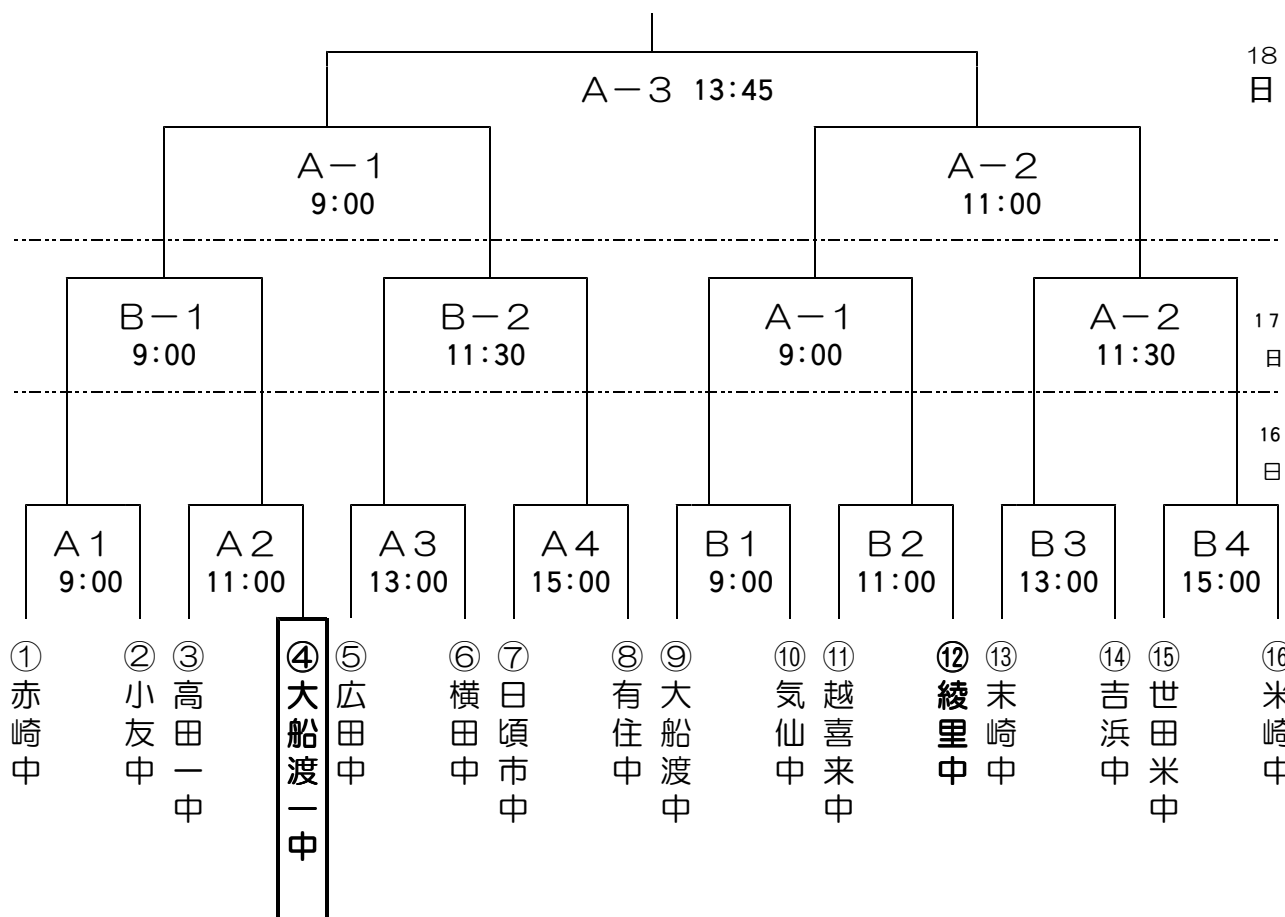 18
日
A-3 13:45
A-1
9:00
A-2
11:00
B-1
9:00
B-2
11:30
A-1
9:00
A-2
11:30
17
日
16
日
A1
9:00
A2
11:00
A3
13:00
A4
15:00
B1
9:00
B2
11:00
B3
13:00
B4
15:00
①赤崎中
②小友中
③高田一中
④大船渡一中
⑤広田中
⑥横田中
⑦日頃市中
⑧有住中
⑨大船渡中
⑩気仙中
⑪越喜来中
⑫綾里中
⑬末崎中
⑭吉浜中
⑮世田米中
⑯米崎中